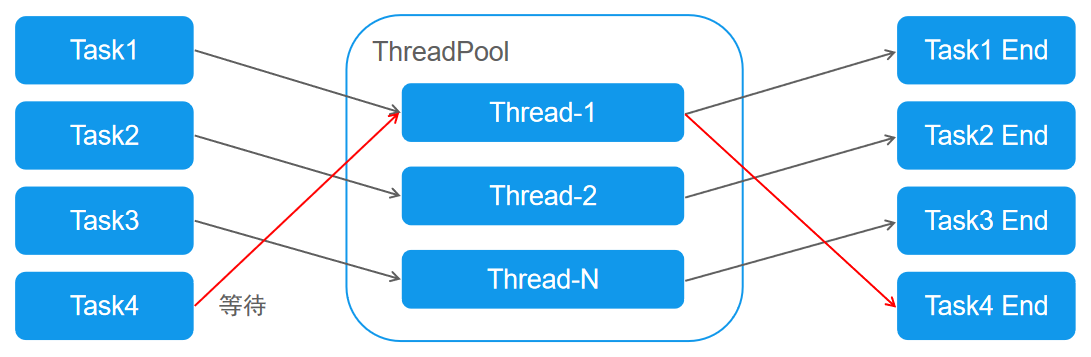 Task1
Task2
Task3
Task4
等待
ThreadPool
Thread-1
Thread-2
Thread-N
Task1 End
Task2 End
Task3 End
Task4 End